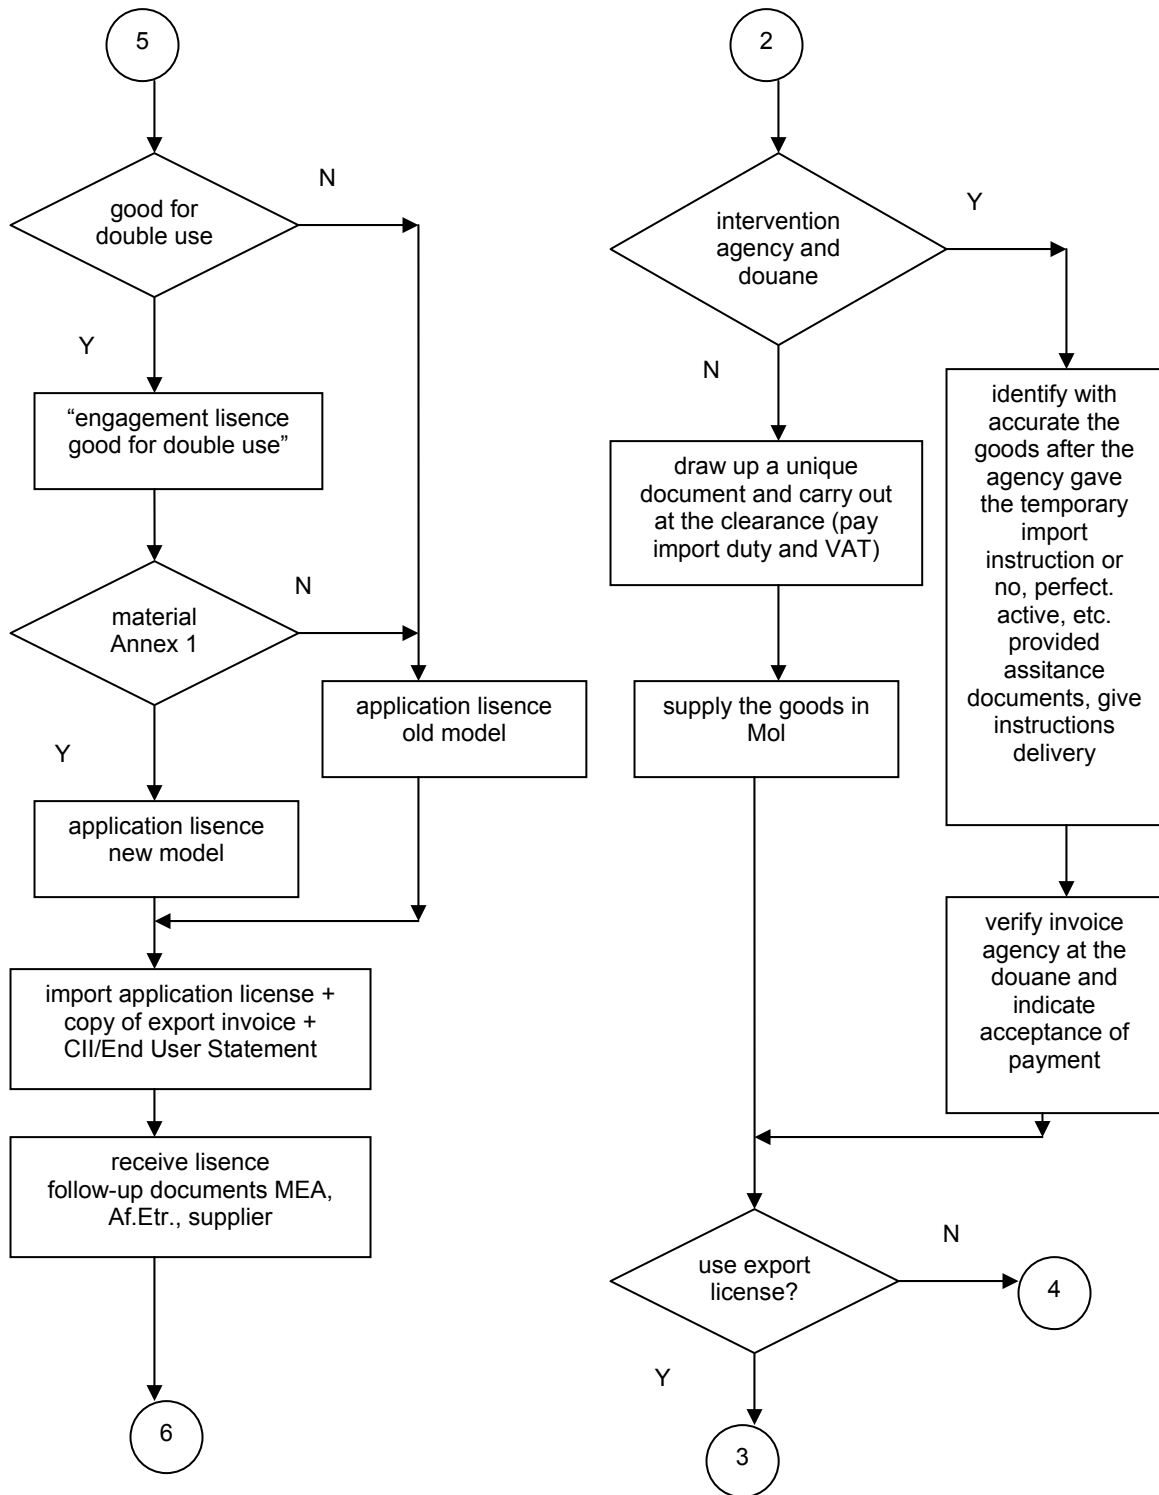 5
good for
double use
N
Y
“engagement lisence
good for double use”
material
Annex 1
N
Y
application lisence
old model
application lisence
new model
import application license +
copy of export invoice +
CII/End User Statement
receive lisence
follow-up documents MEA,
Af.Etr., supplier
6
2
intervention
agency and
douane
Y
N
draw up a unique
document and carry out
at the clearance (pay
import duty and VAT)
supply the goods in
MoI
identify with
accurate the
goods after the
agency gave
the temporary
import
instruction or
no, perfect.
active, etc.
provided
assitance
documents, give
instructions
delivery
verify invoice
agency at the
douane and
indicate
acceptance of
payment
use export
license?
N
4
Y
3